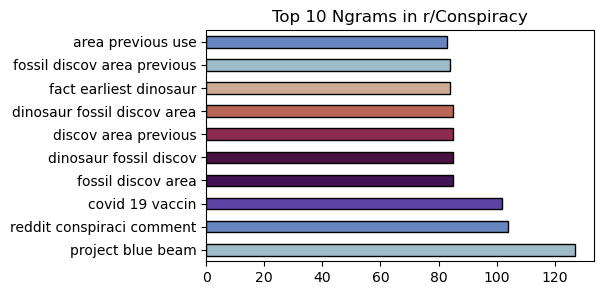 Top 10 Ngrams in r/Conspiracy
area previous use
fossil discov area previous
fact earliest dinosaur
dinosaur fossil discov area
discov area previous
dinosaur fossil discov
fossil discov area
covid 19 vaccin
reddit conspiraci comment
project blue beam
0 20 40 60 80 100 120